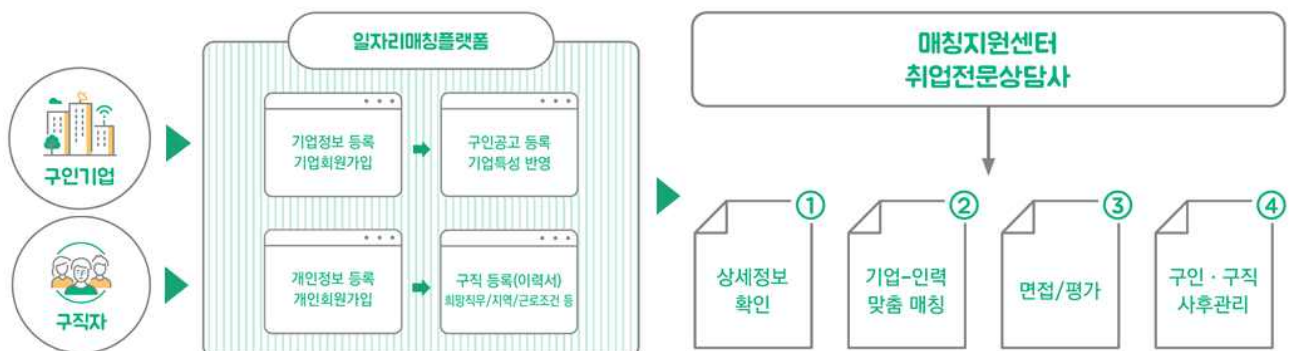 일자리매칭플랫폼
구인기업
기업정보 등록
기업회원가입
구인공고 등록
기업특성 반영
구직자
개인정보 등록
개인회원가입
구직 등록(이력서)
희망직무/지역/근로조건 등
매칭지원센터
취업전문상담사
①
상세정보
확인
②
기업-인력
맞춤 매칭
③
면접/평가
④
구인 · 구직
사후관리